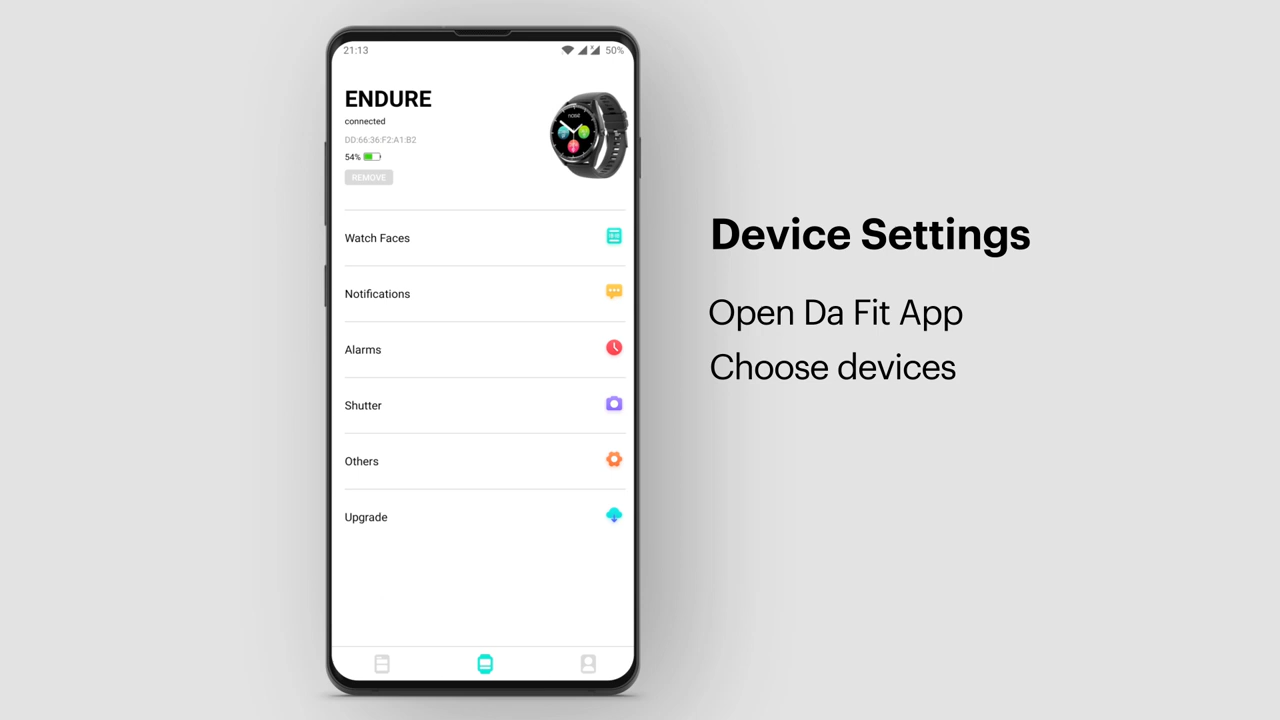 21:13
50%
ENDURE
connected
DD:66:36:F2:A1:B2
54%
REMOVE
noise
Watch Faces
Notifications
Alarms
Shutter
Others
Upgrade
Device Settings
Open Da Fit App
Choose devices